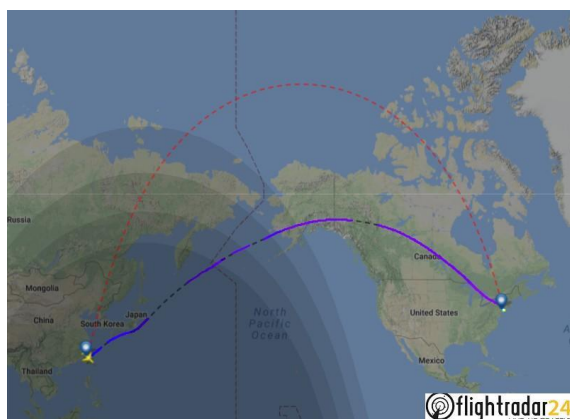 Russia
Canada
Mongolia
United States
North
Pacific
Ocean
Japan
South Korea
China
Mexico
Thailand
flightradar24